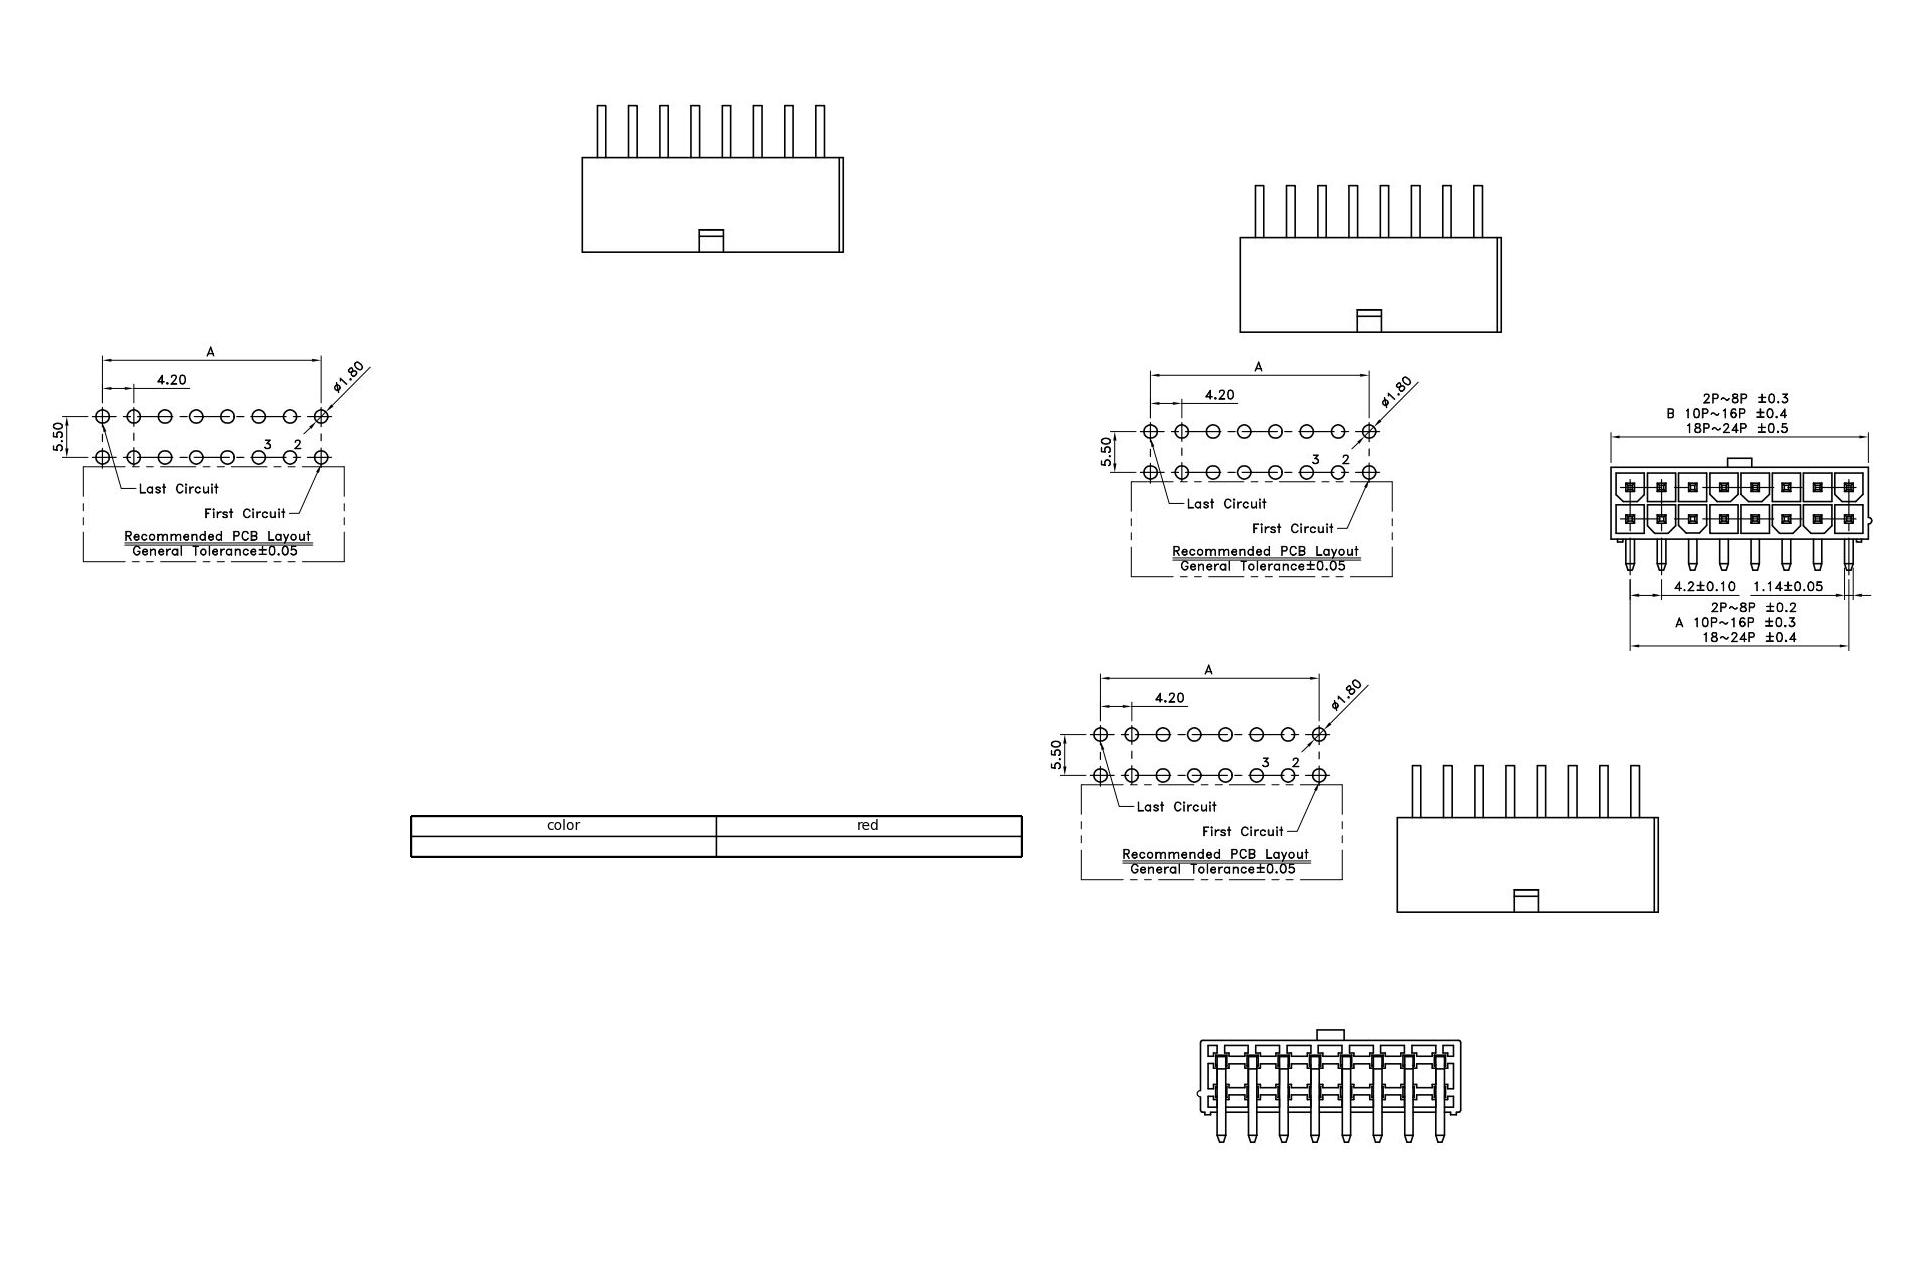 A
4.20
ø1.80
5.50
3 2
Last Circuit
First Circuit
Recommended PCB Layout
General Tolerance±0.05
A
4.20
ø1.80
5.50
3 2
Last Circuit
First Circuit
Recommended PCB Layout
General Tolerance±0.05
2P~8P ±0.3
B 10P~16P ±0.4
18P~24P ±0.5
4.2±0.10 1.14±0.05
2P~8P ±0.2
A 10P~16P ±0.3
18~24P ±0.4
A
4.20
ø1.80
5.50
3 2
Last Circuit
First Circuit
Recommended PCB Layout
General Tolerance±0.05
color red